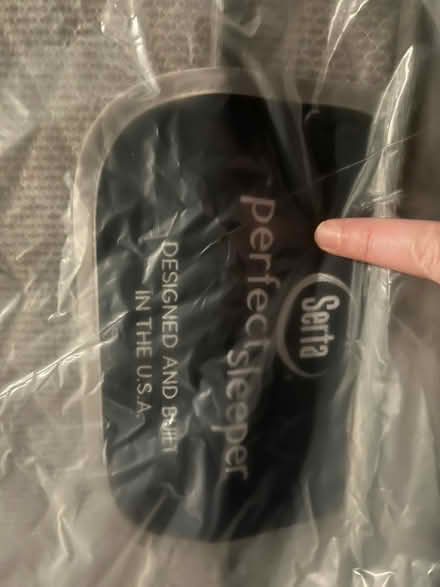 Serta
perfect sleeper
DESIGNED AND BUILT
IN THE U.S.A.